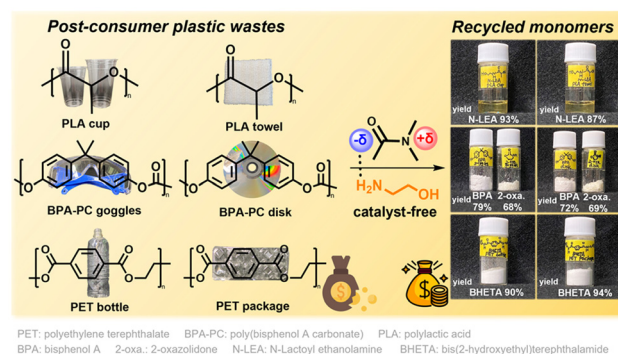 Post-consumer plastic wastes
Recycled monomers
O
O
n
PLA cup
O
O
n
PLA towel
O
O
O
n
BPA-PC goggles
O
O
O
n
BPA-PC disk
O
O
O
O
n
PET bottle
O
O
O
O
n
PET package
-δ
O
N
+δ
H₂N
OH
catalyst-free
$
$
yield
N-LEA 93%
yield
N-LEA 87%
yield
BPA 2-oxa.
79% 68%
yield
BPA 2-oxa.
72% 69%
yield
BHETA 90%
yield
BHETA 94%
PET: polyethylene terephthalate BPA-PC: poly(bisphenol A carbonate) PLA: polylactic acid
BPA: bisphenol A 2-oxa.: 2-oxazolidone N-LEA: N-Lactoyl ethanolamine BHETA: bis(2-hydroxyethyl)terephthalamide